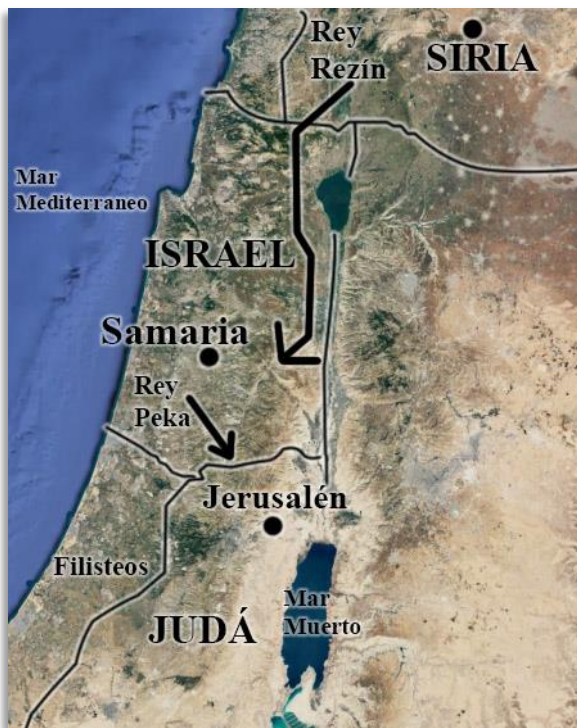 Rey
Rezín
SIRIA
Mar
Mediterraneo
ISRAEL
Samaria
Rey
Peka
Jerusalén
Filisteos
Mar
Muerto
JUDÁ